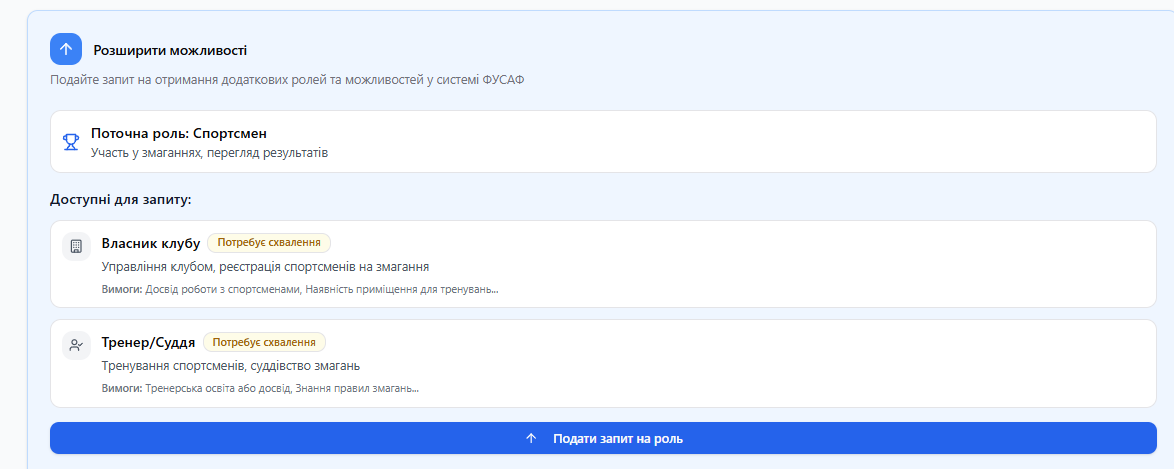 Розширити можливості
Подайте запит на отримання додаткових ролей та можливостей у системі ФУСАФ
Поточна роль: Спортсмен
Участь у змаганнях, перегляд результатів
Доступні для запиту:
Власник клубу Потребує схвалення
Управління клубом, реєстрація спортсменів на змагання
Вимоги: Досвід роботи з спортсменами, Наявність приміщення для тренувань...
Тренер/Суддя Потребує схвалення
Тренування спортсменів, суддівство змагань
Вимоги: Тренерська освіта або досвід, Знання правил змагань...
Подати запит на роль